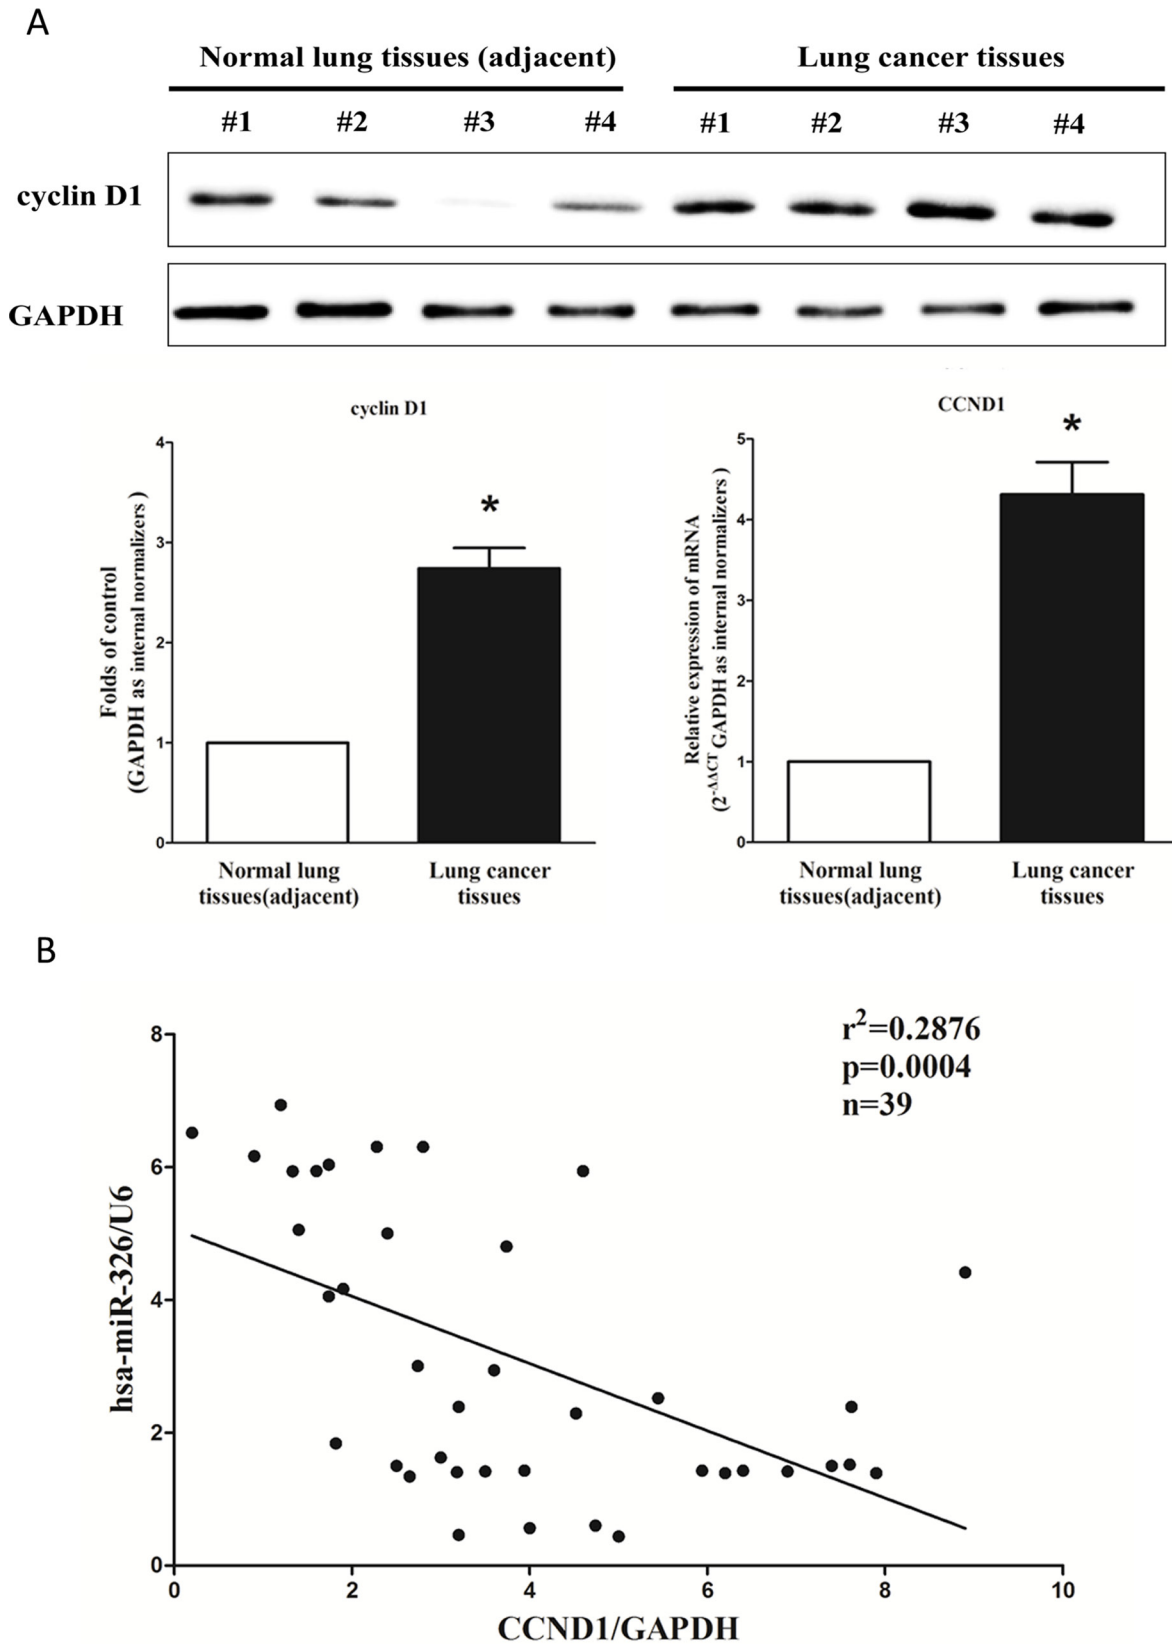 A
Normal lung tissues (adjacent) Lung cancer tissues
#1 #2 #3 #4 #1 #2 #3 #4
cyclin D1
GAPDH
cyclin D1
Folds of control
(GAPDH as internal normalizers )
4
3
2
1
0
*
Normal lung
tissues(adjacent)
Lung cancer
tissues
CCND1
Relative expression of mRNA
(2^-ΔΔCT GAPDH as internal normalizers )
5
4
3
2
1
0
*
Normal lung
tissues(adjacent)
Lung cancer
tissues
B
r²=0.2876
p=0.0004
n=39
hsa-miR-326/U6
8
6
4
2
0
0 2 4 6 8 10
CCND1/GAPDH